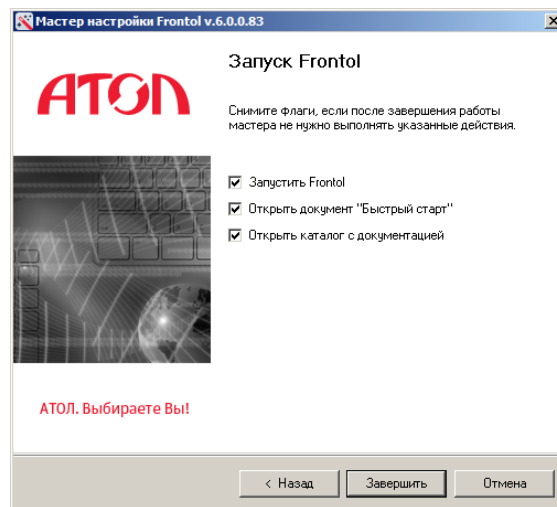 Мастер настройки Frontol v.6.0.0.83
АТОЛ
Запуск Frontol
Снимите флаги, если после завершения работы
мастера не нужно выполнять указанные действия.
Запустить Frontol
Открыть документ "Быстрый старт"
Открыть каталог с документацией
АТОЛ. Выбираете Вы!
< Назад
Завершить
Отмена